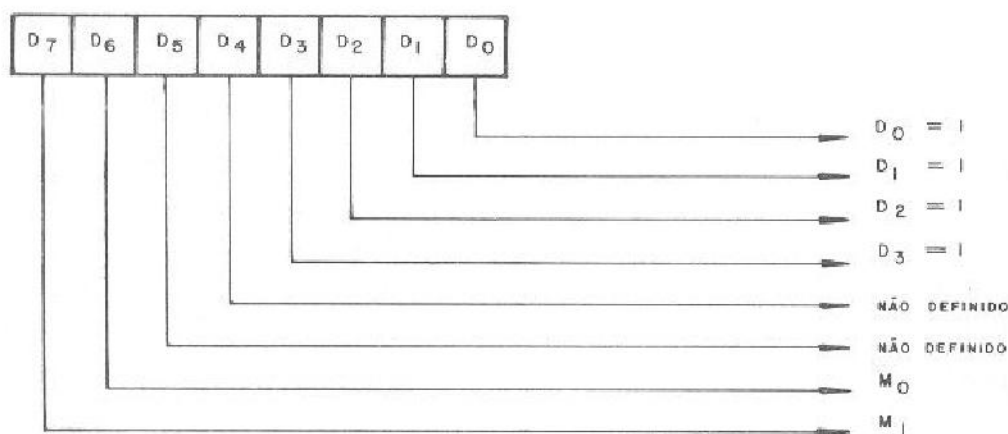 D7 D6 D5 D4 D3 D2 D1 D0
D0 = 1
D1 = 1
D2 = 1
D3 = 1
NÃO DEFINIDO
NÃO DEFINIDO
M0
M1